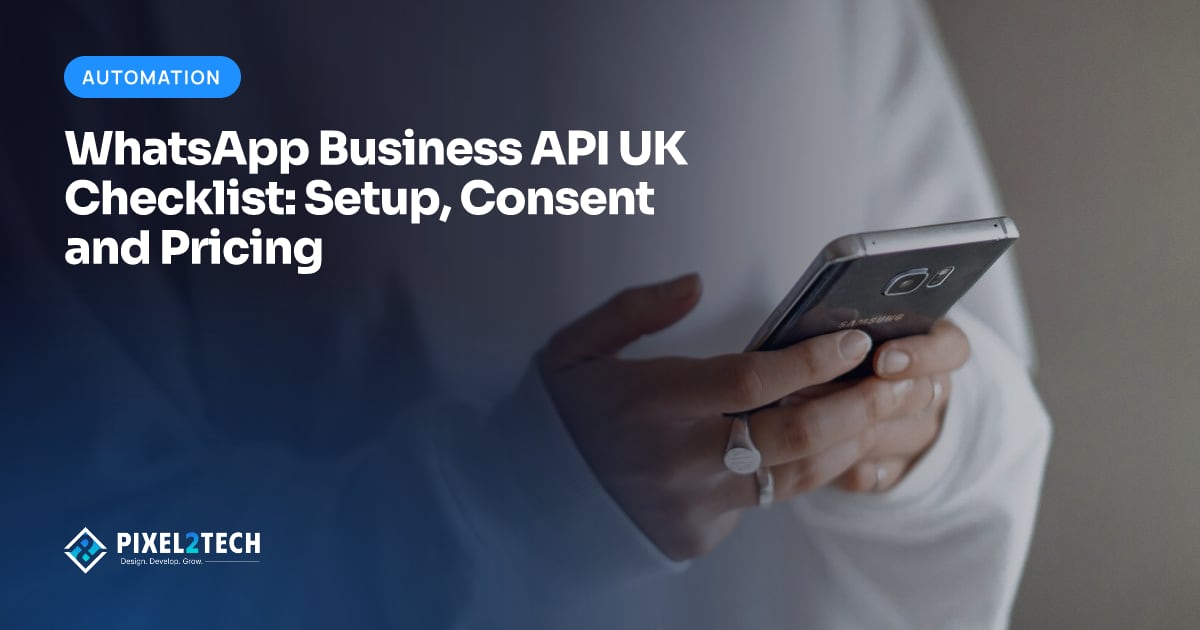 AUTOMATION
WhatsApp Business API UK
Checklist: Setup, Consent
and Pricing
SAMSUNG
PIXEL2TECH
Design. Develop. Grow.